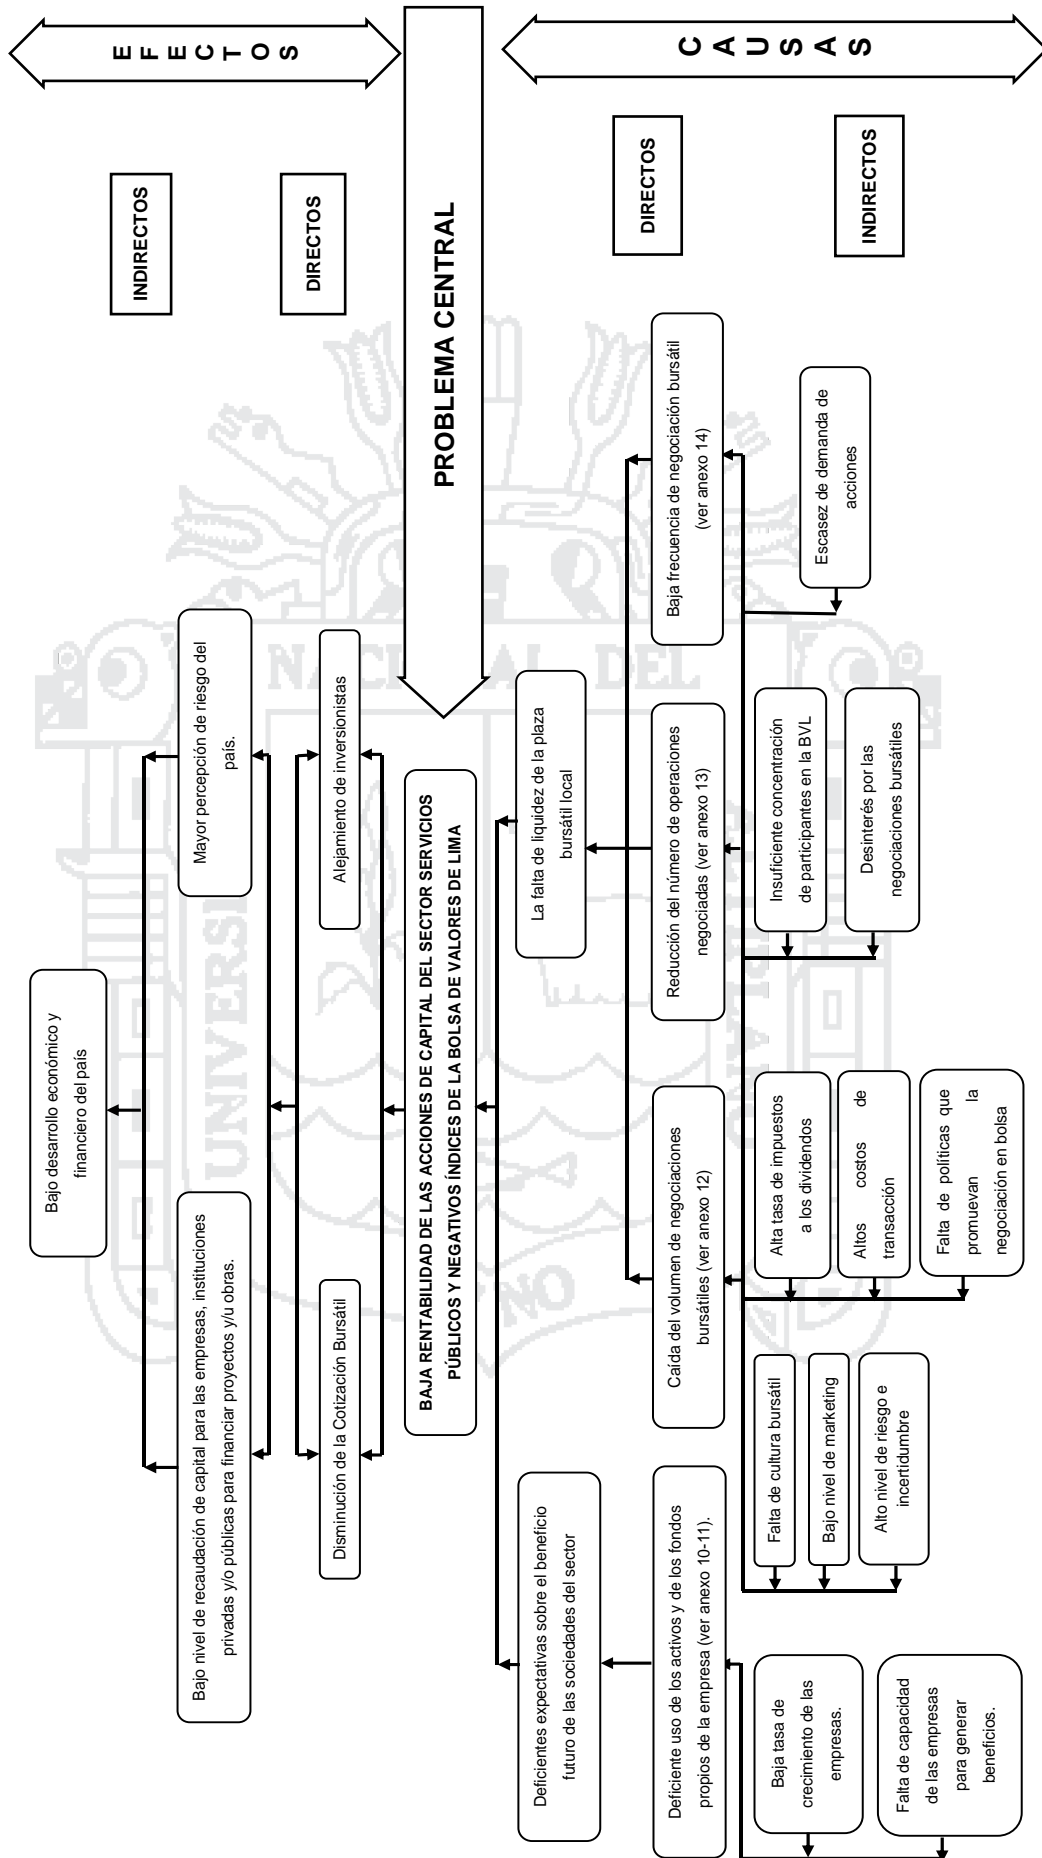 Bajo desarrollo económico y
financiero del país
Bajo nivel de recaudación de capital para las empresas, instituciones
privadas y/o públicas para financiar proyectos y/u obras.
Mayor percepción de riesgo del
país.
INDIRECTOS
EFECTOS
Disminución de la Cotización Bursátil
Alejamiento de inversionistas
DIRECTOS
BAJA RENTABILIDAD DE LAS ACCIONES DE CAPITAL DEL SECTOR SERVICIOS
PÚBLICOS Y NEGATIVOS ÍNDICES DE LA BOLSA DE VALORES DE LIMA
PROBLEMA CENTRAL
Deficientes expectativas sobre el beneficio
futuro de las sociedades del sector
La falta de liquidez de la plaza
bursátil local
Deficiente uso de los activos y de los fondos
propios de la empresa (ver anexo 10-11).
Caída del volumen de negociaciones
bursátiles (ver anexo 12)
Reducción del número de operaciones
negociadas (ver anexo 13)
Baja frecuencia de negociación bursátil
(ver anexo 14)
DIRECTOS
CAUSAS
Baja tasa de
crecimiento de las
empresas.
Falta de capacidad
de las empresas
para generar
beneficios.
Falta de cultura bursátil
Bajo nivel de marketing
Alto nivel de riesgo e
incertidumbre
Alta tasa de impuestos
a los dividendos
Altos costos de
transacción
Falta de políticas que
promuevan la
negociación en bolsa
Insuficiente concentración
de participantes en la BVL
Desinterés por las
negociaciones bursátiles
Escasez de demanda de
acciones
INDIRECTOS